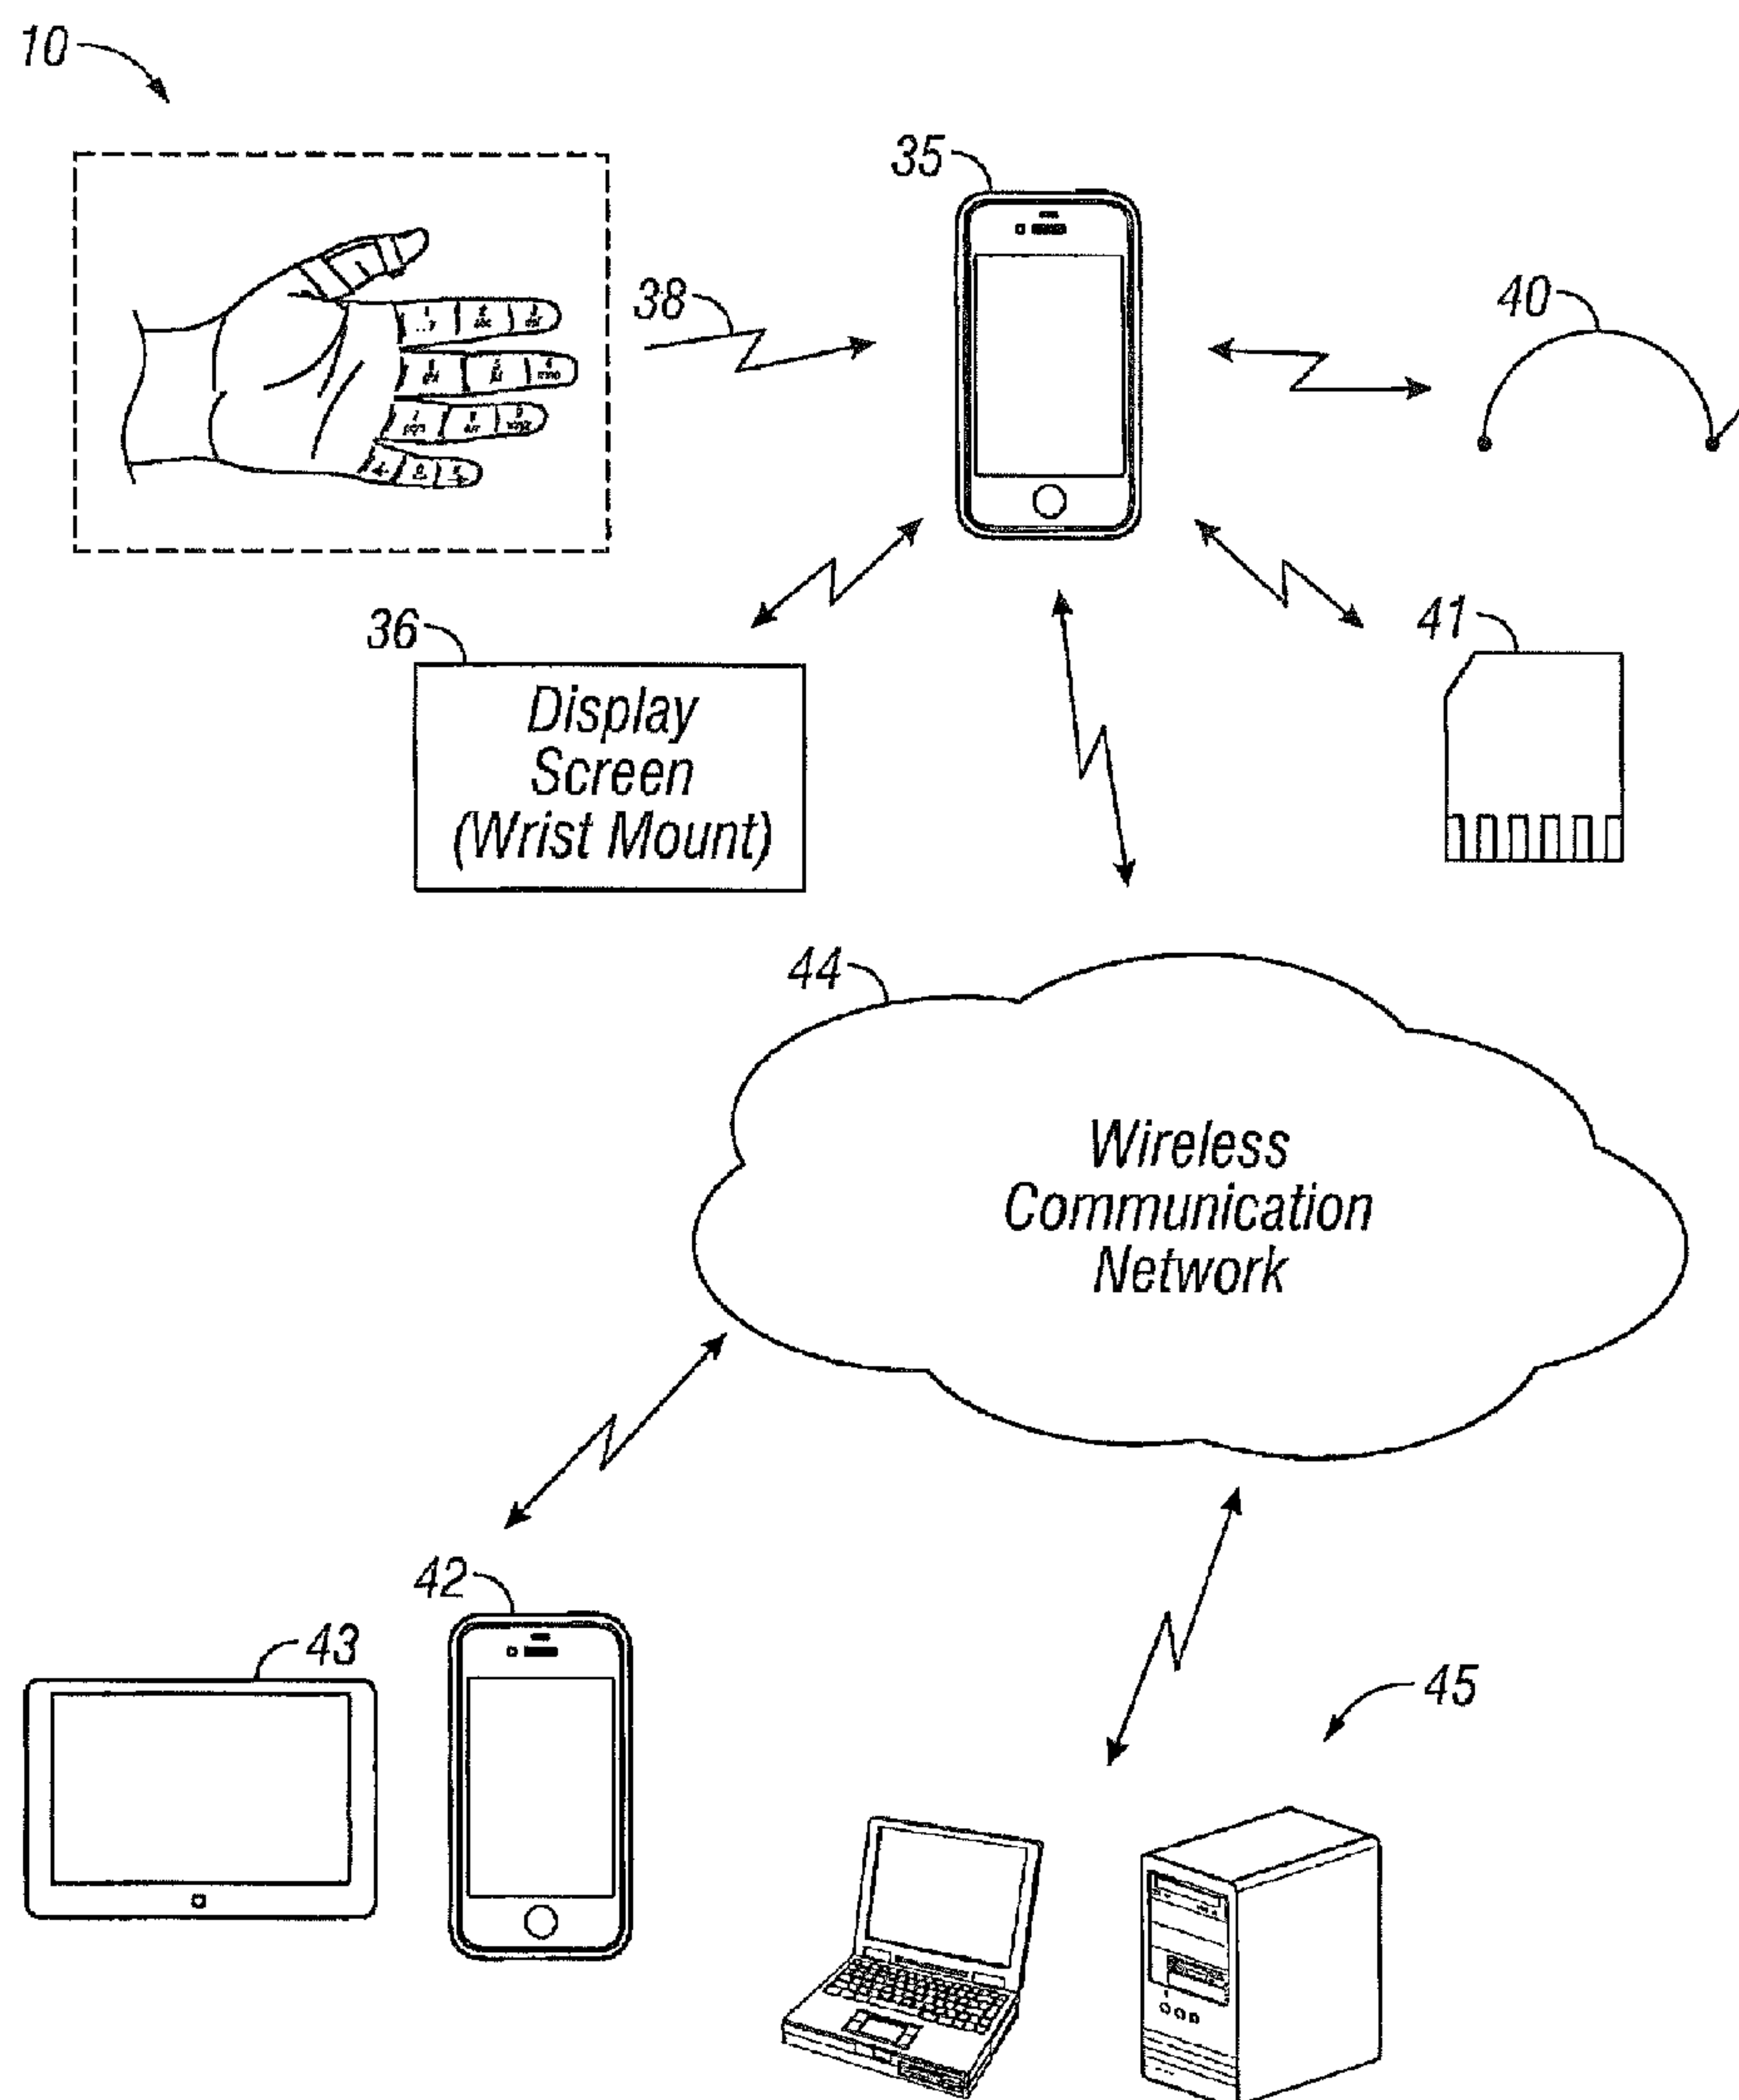 10
35
38
40
36
Display
Screen
(Wrist Mount)
41
44
Wireless
Communication
Network
42
43
45